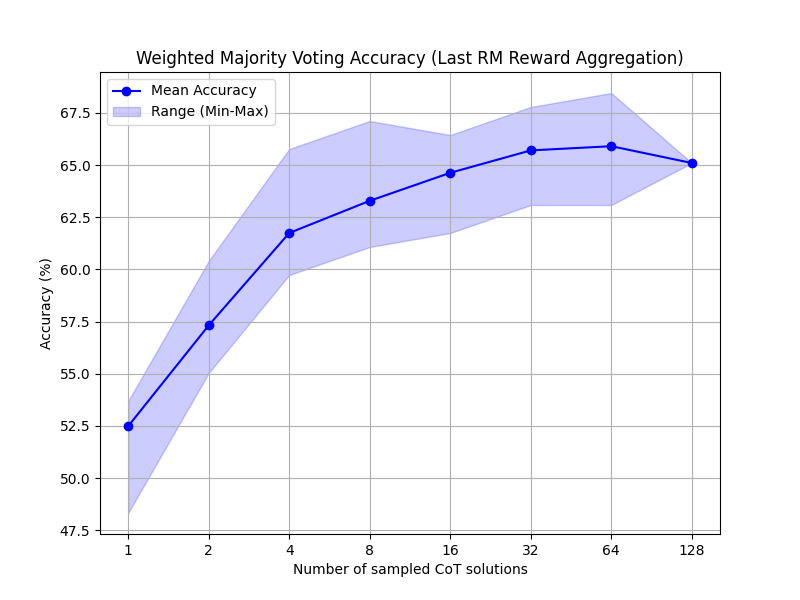 Weighted Majority Voting Accuracy (Last RM Reward Aggregation)
Mean Accuracy
Range (Min-Max)
Accuracy (%)
67.5
65.0
62.5
60.0
57.5
55.0
52.5
50.0
47.5
1 2 4 8 16 32 64 128
Number of sampled CoT solutions